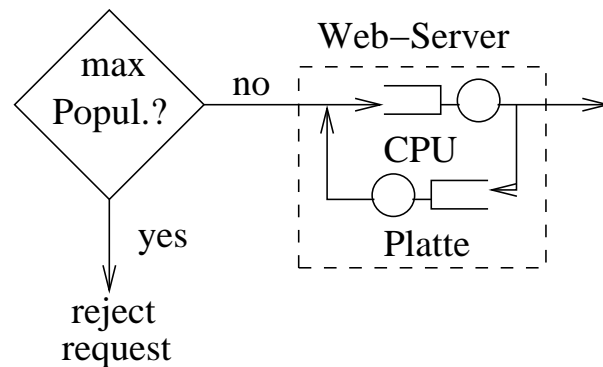 Web–Server
max
Popul.?
no
CPU
Platte
yes
reject
request